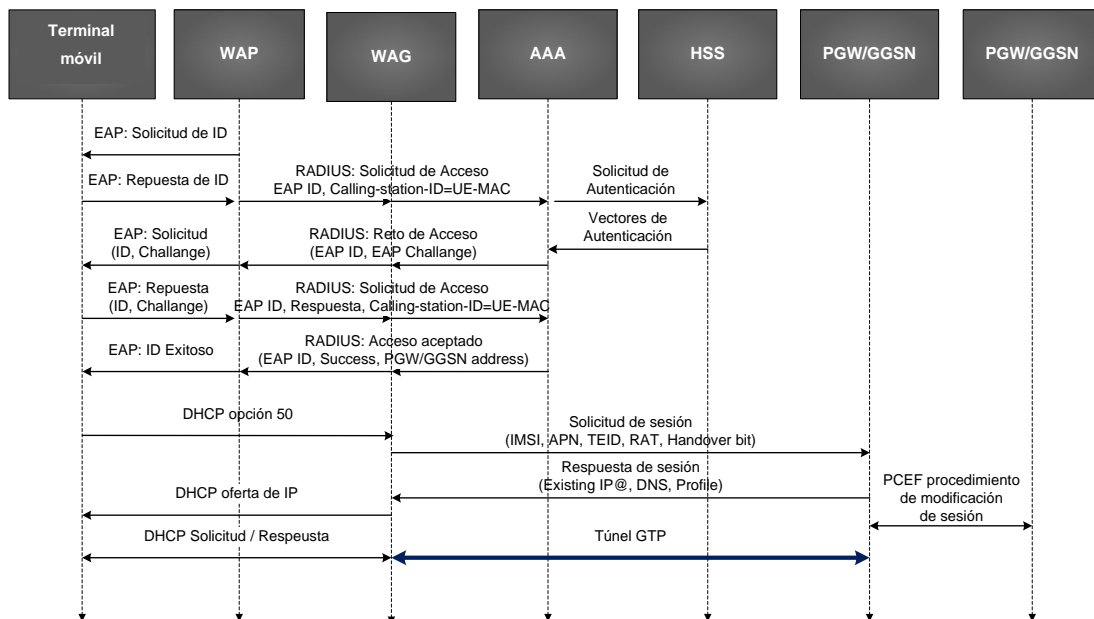 Terminal
móvil
WAP
WAG
AAA
HSS
PGW/GGSN
PGW/GGSN
EAP: Solicitud de ID
EAP: Repuesta de ID
RADIUS: Solicitud de Acceso
EAP ID, Calling-station-ID=UE-MAC
Solicitud de
Autenticación
Vectores de
Autenticación
EAP: Solicitud
(ID, Challange)
RADIUS: Reto de Acceso
(EAP ID, EAP Challange)
EAP: Repuesta
(ID, Challange)
RADIUS: Solicitud de Acceso
EAP ID, Respuesta, Calling-station-ID=UE-MAC
EAP: ID Exitoso
RADIUS: Acceso aceptado
(EAP ID, Success, PGW/GGSN address)
DHCP opción 50
Solicitud de sesión
(IMSI, APN, TEID, RAT, Handover bit)
Respuesta de sesión
(Existing IP@, DNS, Profile)
DHCP oferta de IP
PCEF procedimiento
de modificación
de sesión
DHCP Solicitud / Respeusta
Túnel GTP